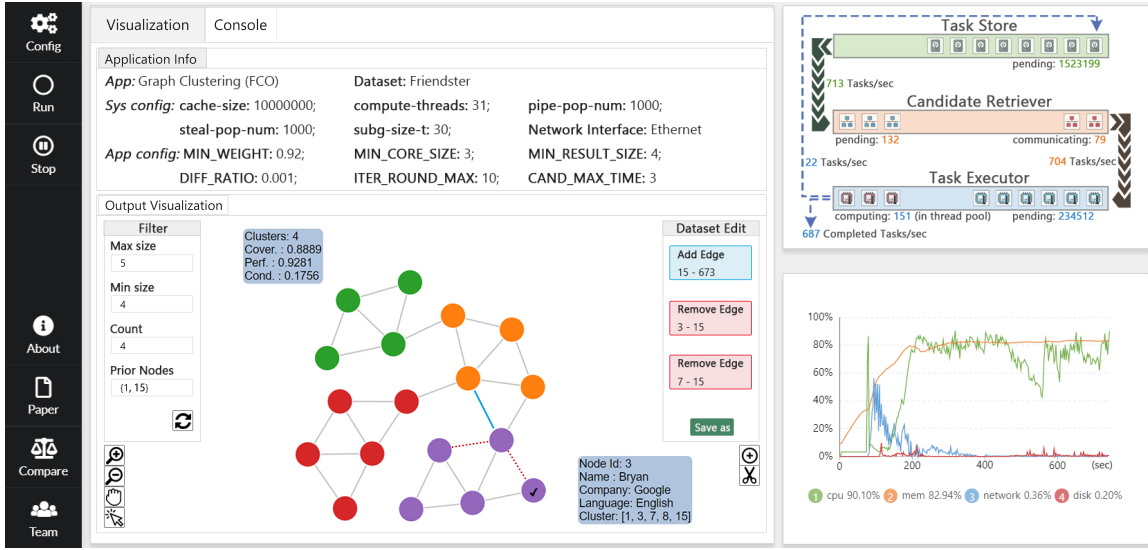 Config
Run
Stop
About
Paper
Compare
Team
Visualization
Console
Application Info
App: Graph Clustering (FCO) Dataset: Friendster
Sys config: cache-size: 10000000; compute-threads: 31; pipe-pop-num: 1000;
steal-pop-num: 1000; subg-size-t: 30; Network Interface: Ethernet
App config: MIN_WEIGHT: 0.92; MIN_CORE_SIZE: 3; MIN_RESULT_SIZE: 4;
DIFF_RATIO: 0.001; ITER_ROUND_MAX: 10; CAND_MAX_TIME: 3
Output Visualization
Filter
Max size
5
Min size
4
Count
4
Prior Nodes
{1, 15}
Clusters: 4
Cover. : 0.8889
Perf. : 0.9281
Cond. : 0.1756
Node Id: 3
Name : Bryan
Company: Google
Language: English
Cluster: [1, 3, 7, 8, 15]
Dataset Edit
Add Edge
15 - 673
Remove Edge
3 - 15
Remove Edge
7 - 15
Save as
Task Store
pending: 1523199
713 Tasks/sec
Candidate Retriever
pending: 132 communicating: 79
22 Tasks/sec 704 Tasks/sec
Task Executor
computing: 151 (in thread pool) pending: 234512
687 Completed Tasks/sec
100%
80%
60%
40%
20%
0%
0 200 400 600 (sec)
1 cpu 90.10% 2 mem 82.94% 3 network 0.36% 4 disk 0.20%